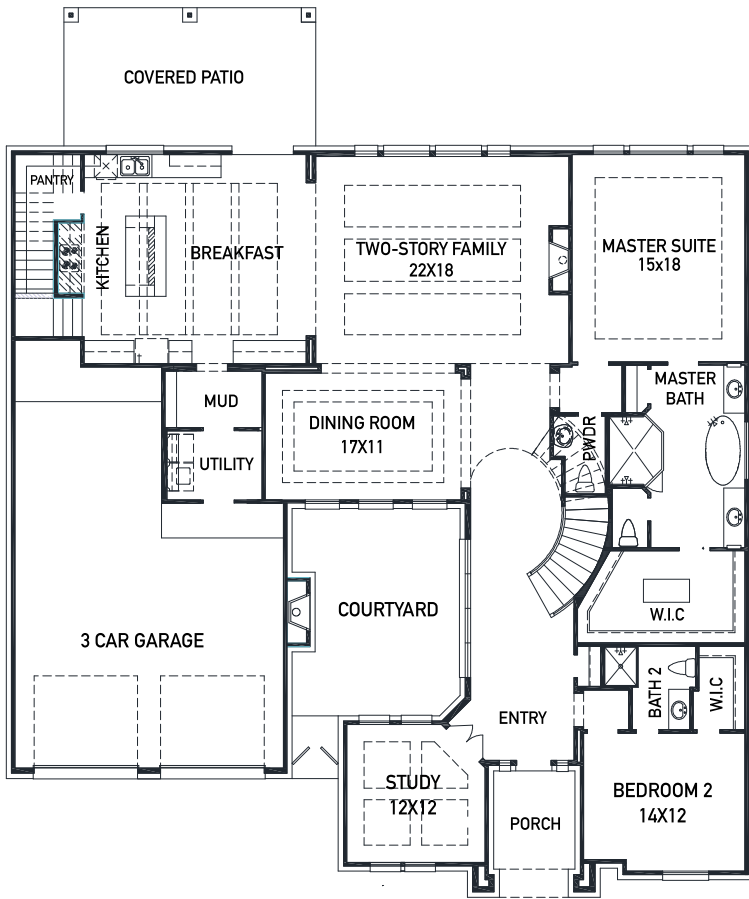 COVERED PATIO
PANTRY
KITCHEN
BREAKFAST
TWO-STORY FAMILY
22X18
MASTER SUITE
15x18
MUD
UTILITY
DINING ROOM
17X11
PWDR
MASTER
BATH
COURTYARD
W.I.C
3 CAR GARAGE
ENTRY
BATH 2
W.I.C
STUDY
12X12
PORCH
BEDROOM 2
14X12